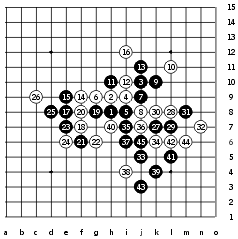 15
14
13
16 12
13 10 11
11 12 3 9 10
26 15 14 6 2 4 7 9
25 17 20 19 1 5 8 30 28 31 8
23 18 40 35 36 27 29 32 7
24 21 22 37 45 34 42 44 6
33 41 5
38 39 4
43 3
2
1
a b c d e f g h i j k l m n o